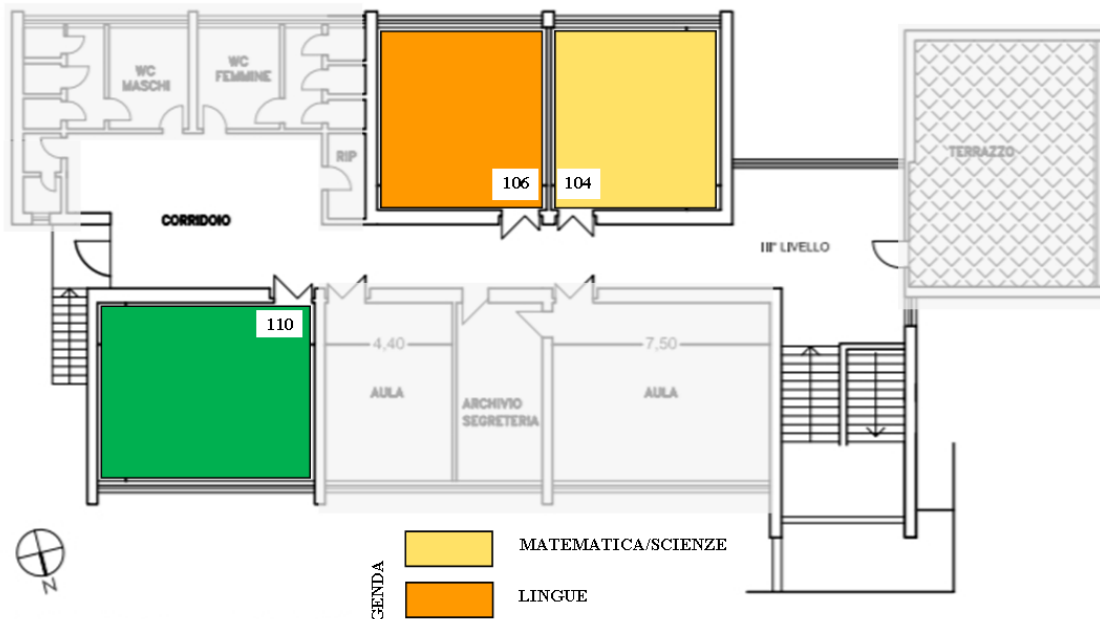 WC
MASCHI
WC
FEMMINE
RIP
106
104
TERRAZZO
CORRIDOIO
III° LIVELLO
110
4,40
7,50
AULA
ARCHIVIO
SEGRETERIA
AULA
N
GENDA
MATEMATICA/SCIENZE
LINGUE